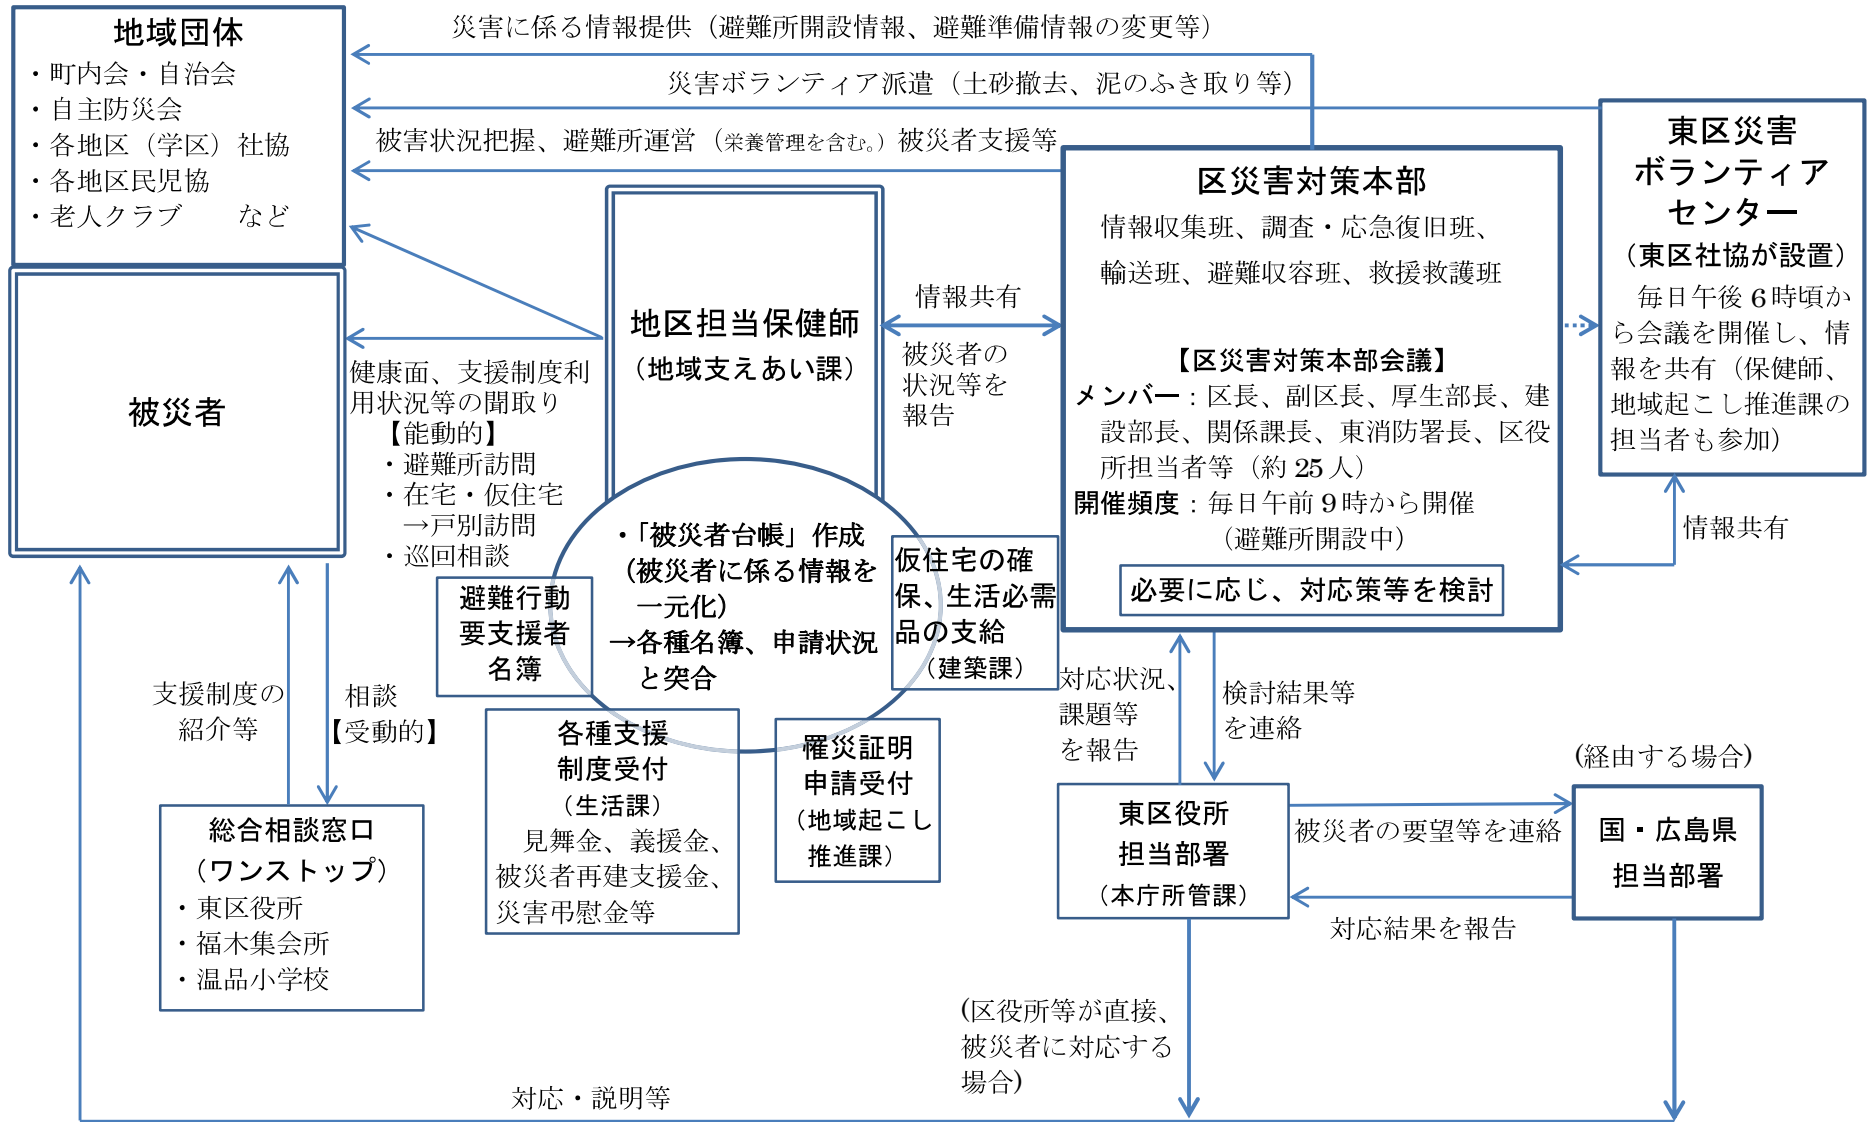 地域団体
・町内会・自治会
・自主防災会
・各地区（学区）社協
・各地区民児協
・老人クラブ　　など
災害に係る情報提供（避難所開設情報、避難準備情報の変更等）
災害ボランティア派遣（土砂撤去、泥のふき取り等）
被害状況把握、避難所運営（栄養管理を含む。）被災者支援等
被災者
健康面、支援制度利
用状況等の聞取り
【能動的】
・避難所訪問
・在宅・仮住宅
→戸別訪問
・巡回相談
地区担当保健師
（地域支えあい課）
情報共有
被災者の
状況等を
報告
区災害対策本部
情報収集班、調査・応急復旧班、
輸送班、避難収容班、救援救護班
【区災害対策本部会議】
メンバー：区長、副区長、厚生部長、建
設部長、関係課長、東消防署長、区役
所担当者等（約 25 人）
開催頻度：毎日午前 9 時から開催
（避難所開設中）
必要に応じ、対応策等を検討
東区災害
ボランティア
センター
（東区社協が設置）
毎日午後 6 時頃か
ら会議を開催し、情
報を共有（保健師、
地域起こし推進課の
担当者も参加）
情報共有
・「被災者台帳」作成
（被災者に係る情報を
一元化）
→各種名簿、申請状況
と突合
避難行動
要支援者
名簿
仮住宅の確
保、生活必需
品の支給
（建築課）
各種支援
制度受付
（生活課）
見舞金、義援金、
被災者再建支援金、
災害弔慰金等
罹災証明
申請受付
（地域起こし
推進課）
支援制度の
紹介等
相談
【受動的】
総合相談窓口
（ワンストップ）
・東区役所
・福木集会所
・温品小学校
対応状況、
課題等
を報告
検討結果等
を連絡
東区役所
担当部署
（本庁所管課）
被災者の要望等を連絡
対応結果を報告
(経由する場合)
国・広島県
担当部署
(区役所等が直接、
被災者に対応する
場合)
対応・説明等